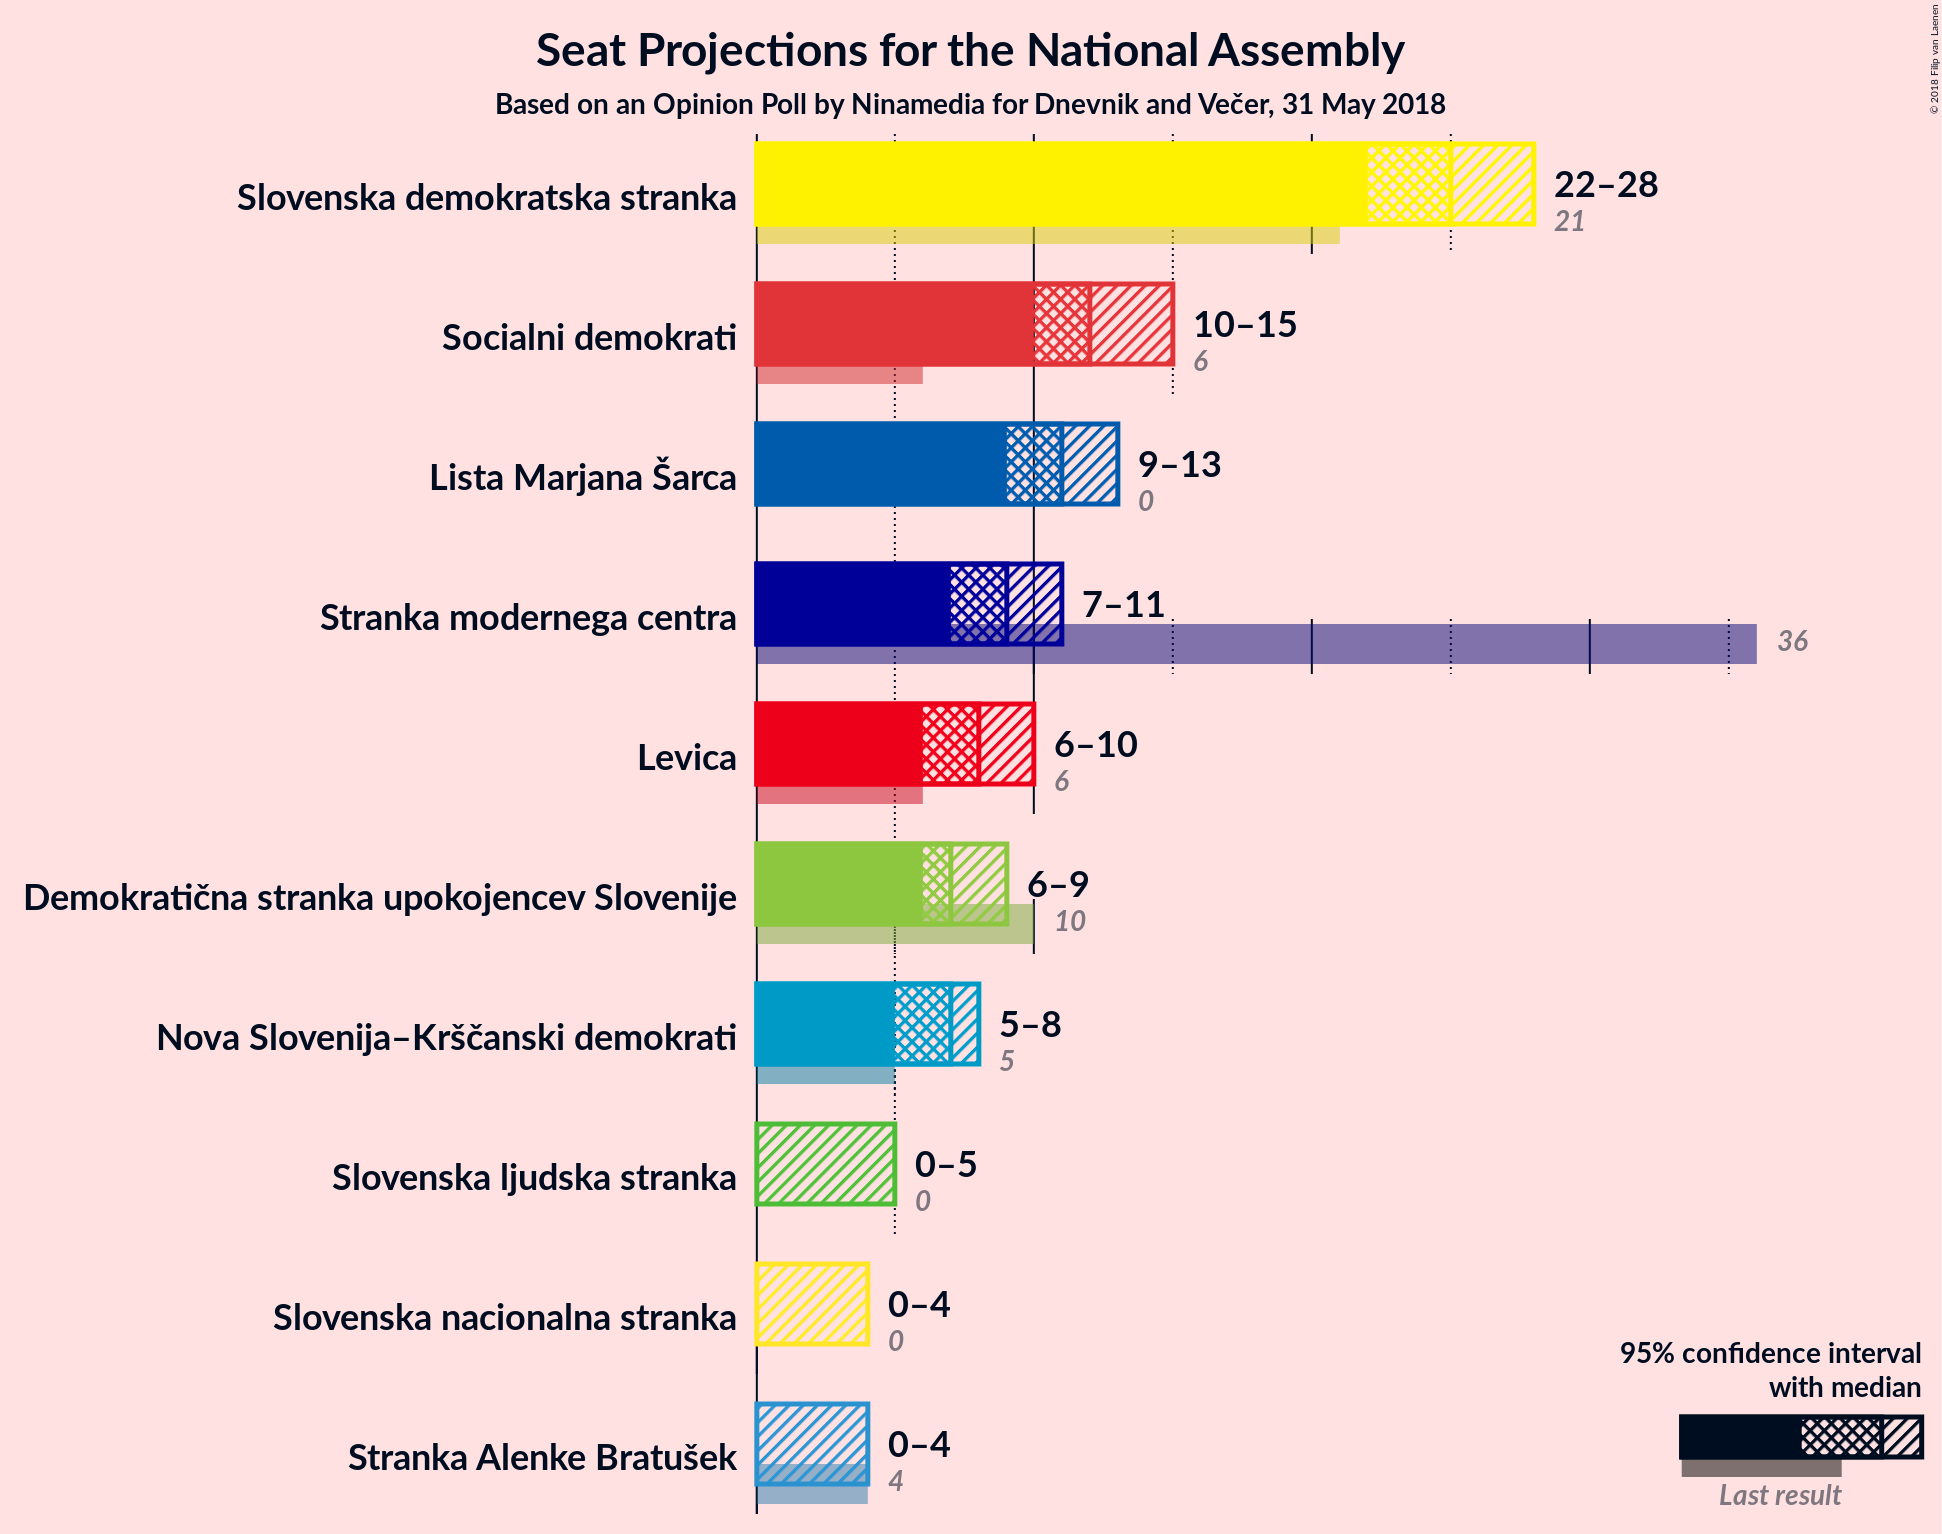 Seat Projections for the National Assembly
Based on an Opinion Poll by Ninamedia for Dnevnik and Večer, 31 May 2018
© 2018 Filip van Laenen
Slovenska demokratska stranka
22–28
21
Socialni demokrati
10–15
6
Lista Marjana Šarca
9–13
0
Stranka modernega centra
7–11
36
Levica
6–10
6
Demokratična stranka upokojencev Slovenije
6–9
10
Nova Slovenija–Krščanski demokrati
5–8
5
Slovenska ljudska stranka
0–5
0
Slovenska nacionalna stranka
0–4
0
Stranka Alenke Bratušek
0–4
4
95% confidence interval
with median
Last result